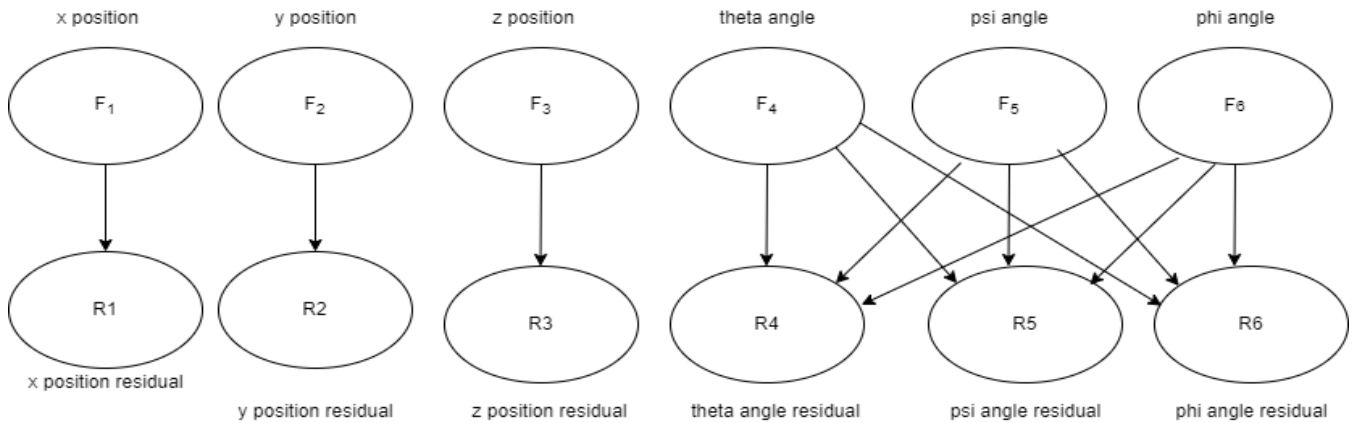 x position
y position
z position
theta angle
psi angle
phi angle
F1
F2
F3
F4
F5
F6
R1
R2
R3
R4
R5
R6
x position residual
y position residual
z position residual
theta angle residual
psi angle residual
phi angle residual